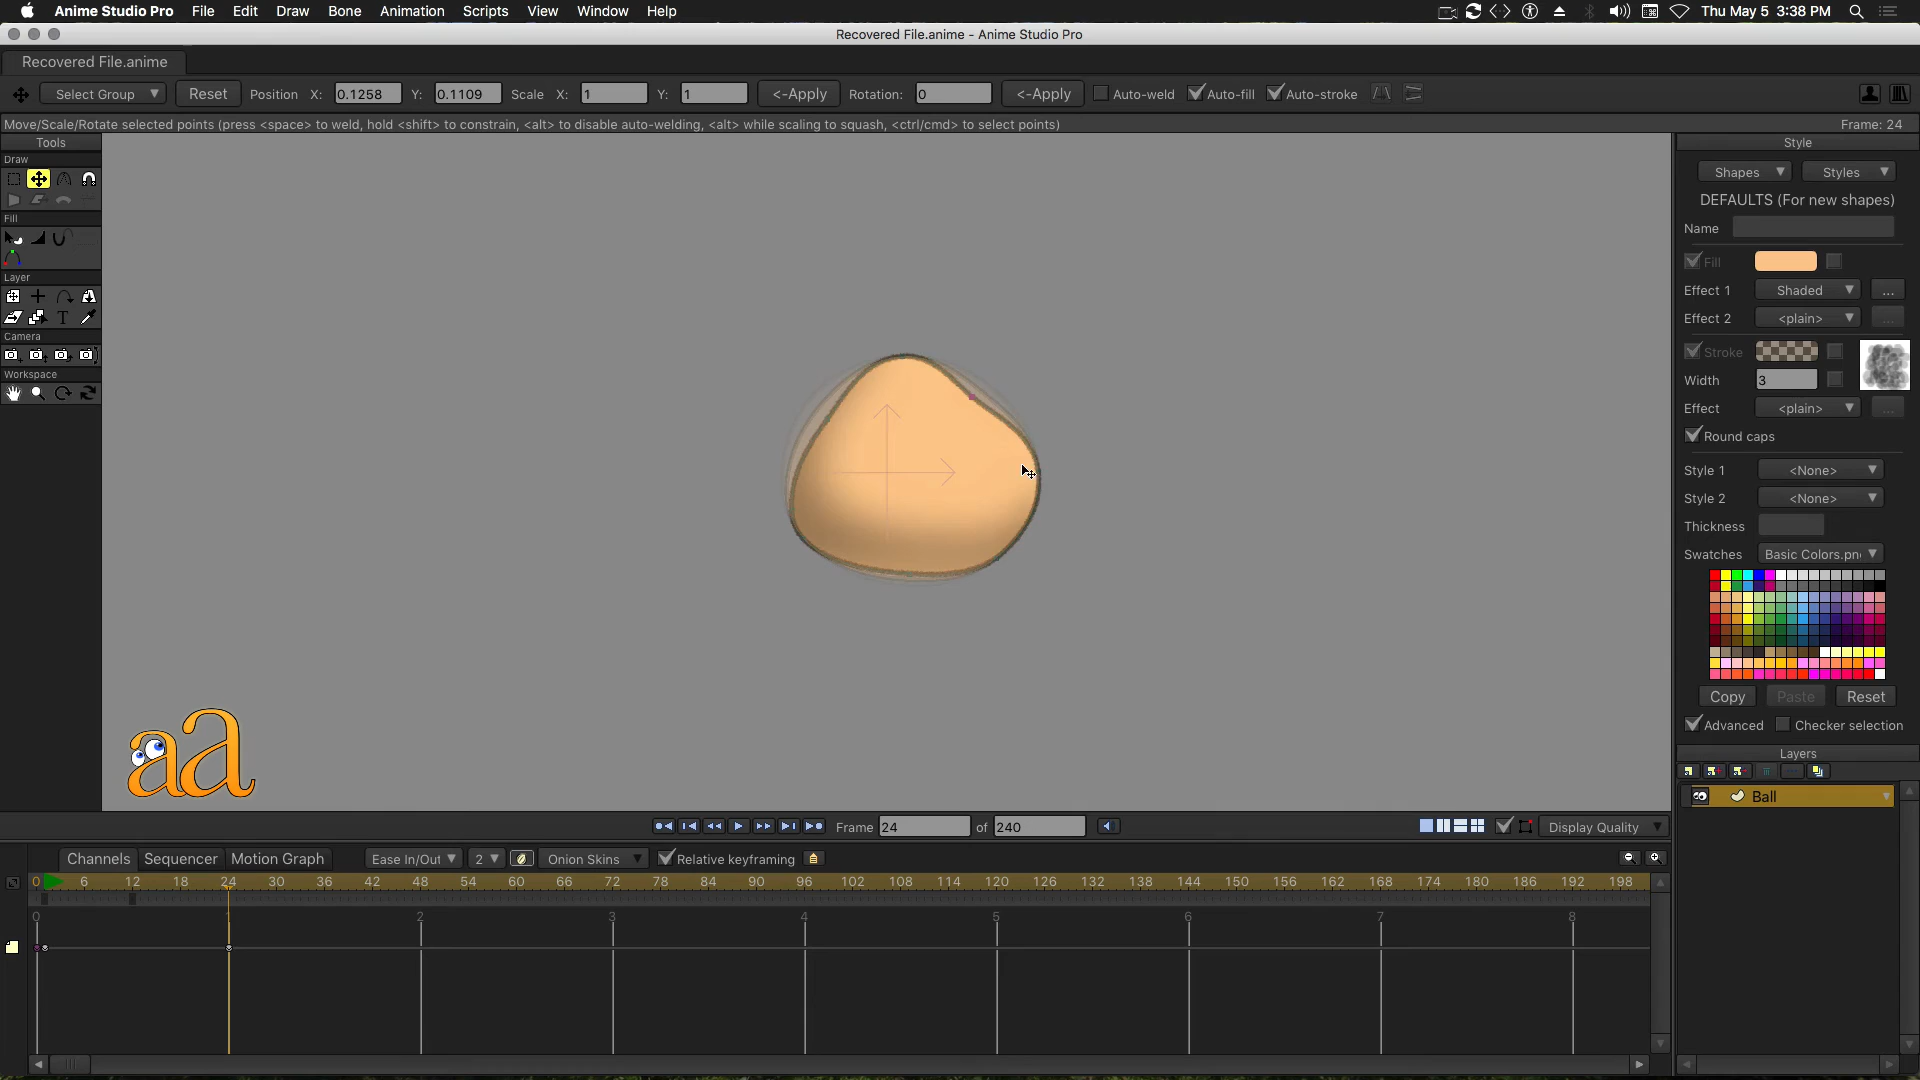 Anime Studio Pro File Edit Draw Bone Animation Scripts View Window Help Thu May 5 3:38 PM
Recovered File.anime - Anime Studio Pro
Recovered File.anime
Select Group Reset Position X: 0.1258 Y: 0.1109 Scale X: 1 Y: 1 <-Apply Rotation: 0 <-Apply Auto-weld Auto-fill Auto-stroke
Move/Scale/Rotate selected points (press <space> to weld, hold <shift> to constrain, <alt> to disable auto-welding, <alt> while scaling to squash, <ctrl/cmd> to select points) Frame: 24
Tools
Draw
Fill
Layer
T
Camera
Workspace
Style
Shapes Styles
DEFAULTS (For new shapes)
Name
Fill
Effect 1 Shaded ...
Effect 2 <plain> ...
Stroke
Width 3
Effect <plain> ...
Round caps
Style 1 <None>
Style 2 <None>
Thickness
Swatches Basic Colors.pn
Copy Paste Reset
Advanced Checker selection
Layers
Ball
aa
Frame 24 of 240 Display Quality
Channels Sequencer Motion Graph Ease In/Out 2 Onion Skins Relative keyframing
0 6 12 18 24 30 36 42 48 54 60 66 72 78 84 90 96 102 108 114 120 126 132 138 144 150 156 162 168 174 180 186 192 198
0 1 2 3 4 5 6 7 8